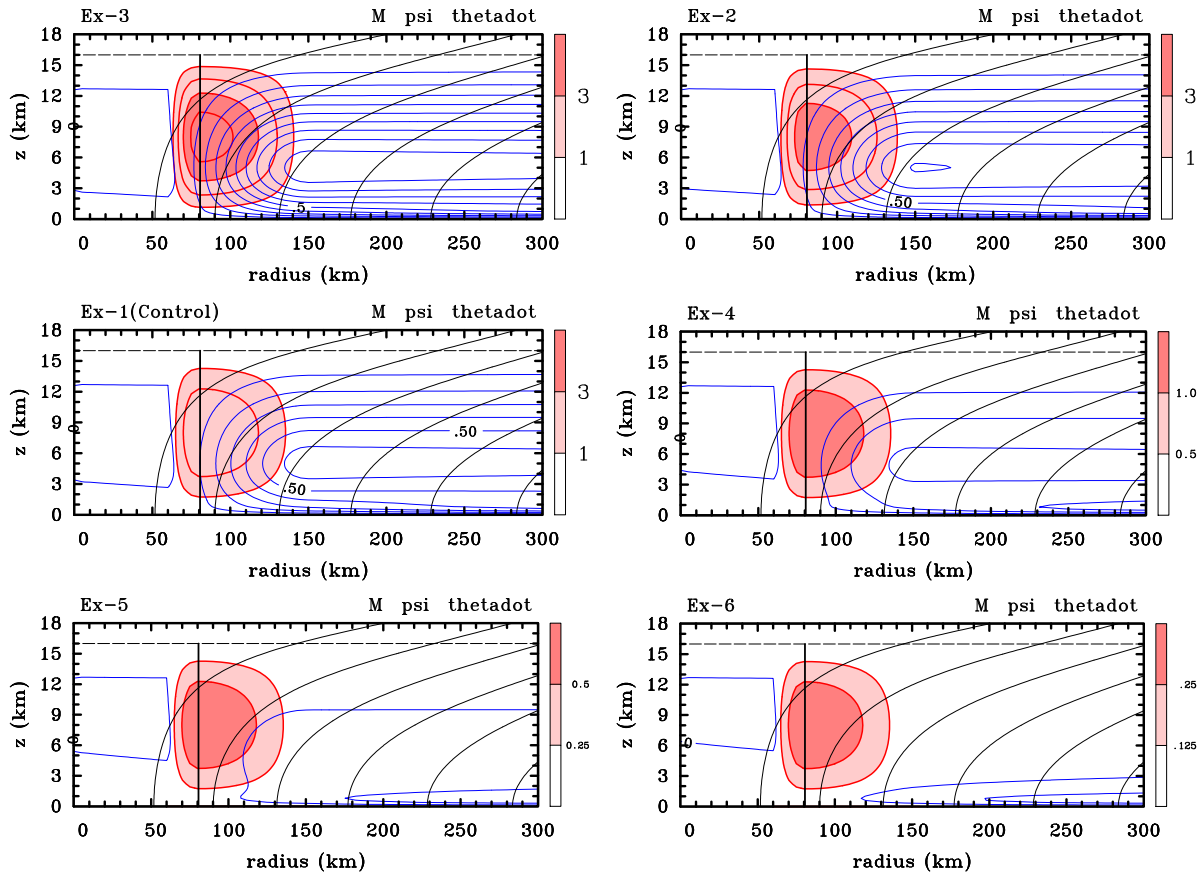 Ex-3 M psi thetadot
18
15
12
9
6
3
0
z (km)
0
.5
0 50 100 150 200 250 300
radius (km)
3
1
Ex-2 M psi thetadot
18
15
12
9
6
3
0
z (km)
0
.50
0 50 100 150 200 250 300
radius (km)
3
1
Ex-1(Control) M psi thetadot
18
15
12
9
6
3
0
z (km)
0
.50
.50
0 50 100 150 200 250 300
radius (km)
3
1
Ex-4 M psi thetadot
18
15
12
9
6
3
0
z (km)
0
0 50 100 150 200 250 300
radius (km)
1.0
0.5
Ex-5 M psi thetadot
18
15
12
9
6
3
0
z (km)
0
0 50 100 150 200 250 300
radius (km)
0.5
0.25
Ex-6 M psi thetadot
18
15
12
9
6
3
0
z (km)
0
0 50 100 150 200 250 300
radius (km)
.25
.125